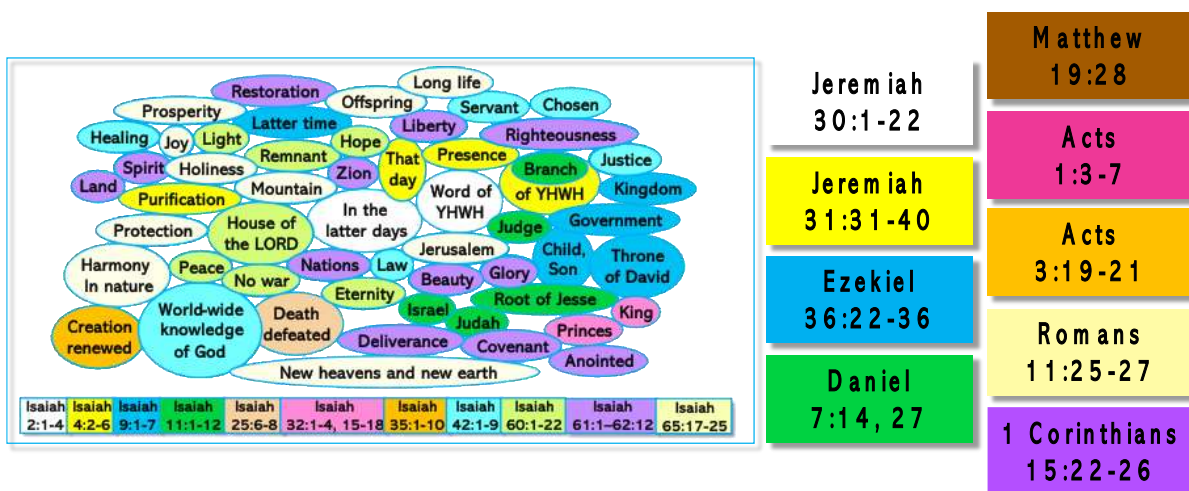 Long life
Restoration
Offspring
Servant
Chosen
Prosperity
Latter time
Liberty
Righteousness
Healing
Joy
Light
Hope
Remnant
That
day
Presence
Branch
of YHWH
Justice
Spirit
Holiness
Zion
Land
Mountain
Word of
YHWH
Kingdom
Purification
In the
latter days
House of
the LORD
Judge
Government
Protection
Jerusalem
Child,
Son
Throne
of David
Harmony
In nature
Peace
Nations
Law
No war
Beauty
Glory
Eternity
Root of Jesse
World-wide
knowledge
of God
Death
defeated
Israel
Judah
King
Creation
renewed
Princes
Deliverance
Covenant
Anointed
New heavens and new earth
Isaiah
2:1-4
Isaiah
4:2-6
Isaiah
9:1-7
Isaiah
11:1-12
Isaiah
25:6-8
Isaiah
32:1-4, 15-18
Isaiah
35:1-10
Isaiah
42:1-9
Isaiah
60:1-22
Isaiah
61:1–62:12
Isaiah
65:17-25
Jeremiah
30:1-22
Jeremiah
31:31-40
Ezekiel
36:22-36
Daniel
7:14, 27
Matthew
19:28
Acts
1:3-7
Acts
3:19-21
Romans
11:25-27
1 Corinthians
15:22-26